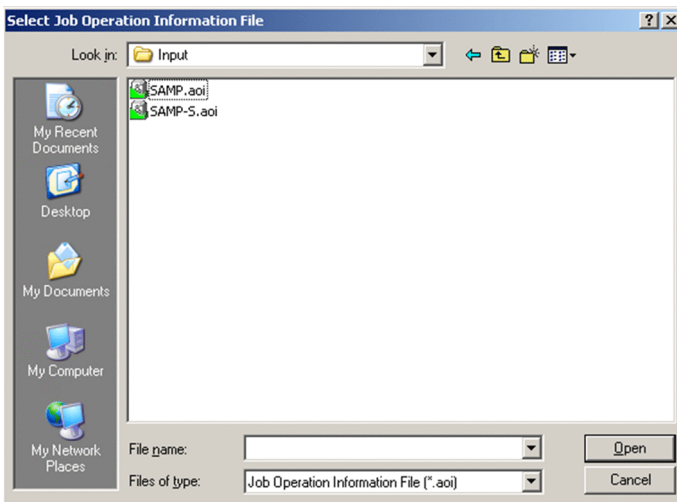 Select Job Operation Information File
Look in:
Input
SAMP.aoi
SAMP-S.aoi
My Recent
Documents
Desktop
My Documents
My Computer
My Network
Places
File name:
Open
Files of type:
Job Operation Information File (*.aoi)
Cancel